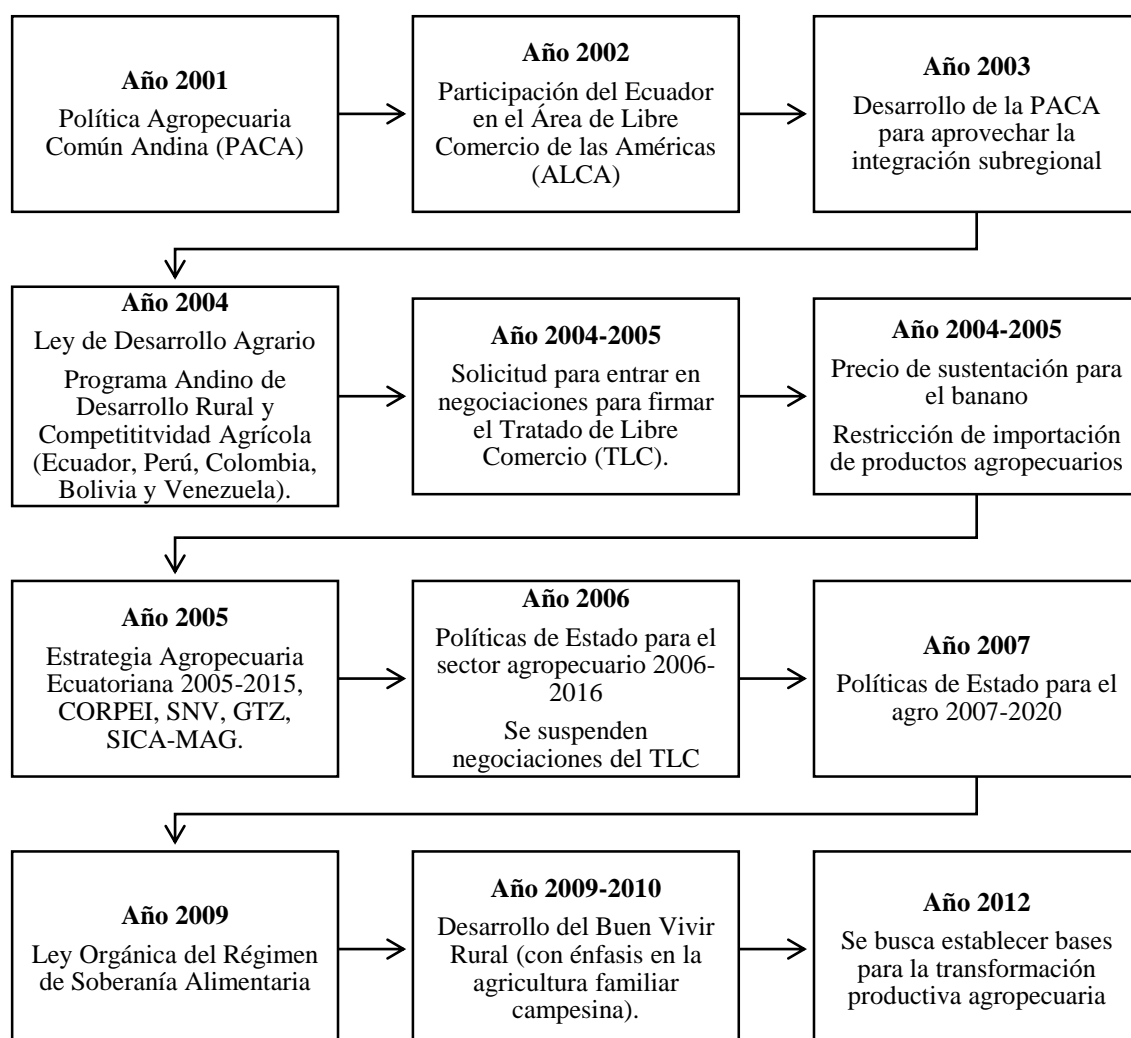 Año 2001
Política Agropecuaria
Común Andina (PACA)
Año 2002
Participación del Ecuador
en el Área de Libre
Comercio de las Américas
(ALCA)
Año 2003
Desarrollo de la PACA
para aprovechar la
integración subregional
Año 2004
Ley de Desarrollo Agrario
Programa Andino de
Desarrollo Rural y
Competititvidad Agrícola
(Ecuador, Perú, Colombia,
Bolivia y Venezuela).
Año 2004-2005
Solicitud para entrar en
negociaciones para firmar
el Tratado de Libre
Comercio (TLC).
Año 2004-2005
Precio de sustentación para
el banano
Restricción de importación
de productos agropecuarios
Año 2005
Estrategia Agropecuaria
Ecuatoriana 2005-2015,
CORPEI, SNV, GTZ,
SICA-MAG.
Año 2006
Políticas de Estado para el
sector agropecuario 2006-
2016
Se suspenden
negociaciones del TLC
Año 2007
Políticas de Estado para el
agro 2007-2020
Año 2009
Ley Orgánica del Régimen
de Soberanía Alimentaria
Año 2009-2010
Desarrollo del Buen Vivir
Rural (con énfasis en la
agricultura familiar
campesina).
Año 2012
Se busca establecer bases
para la transformación
productiva agropecuaria